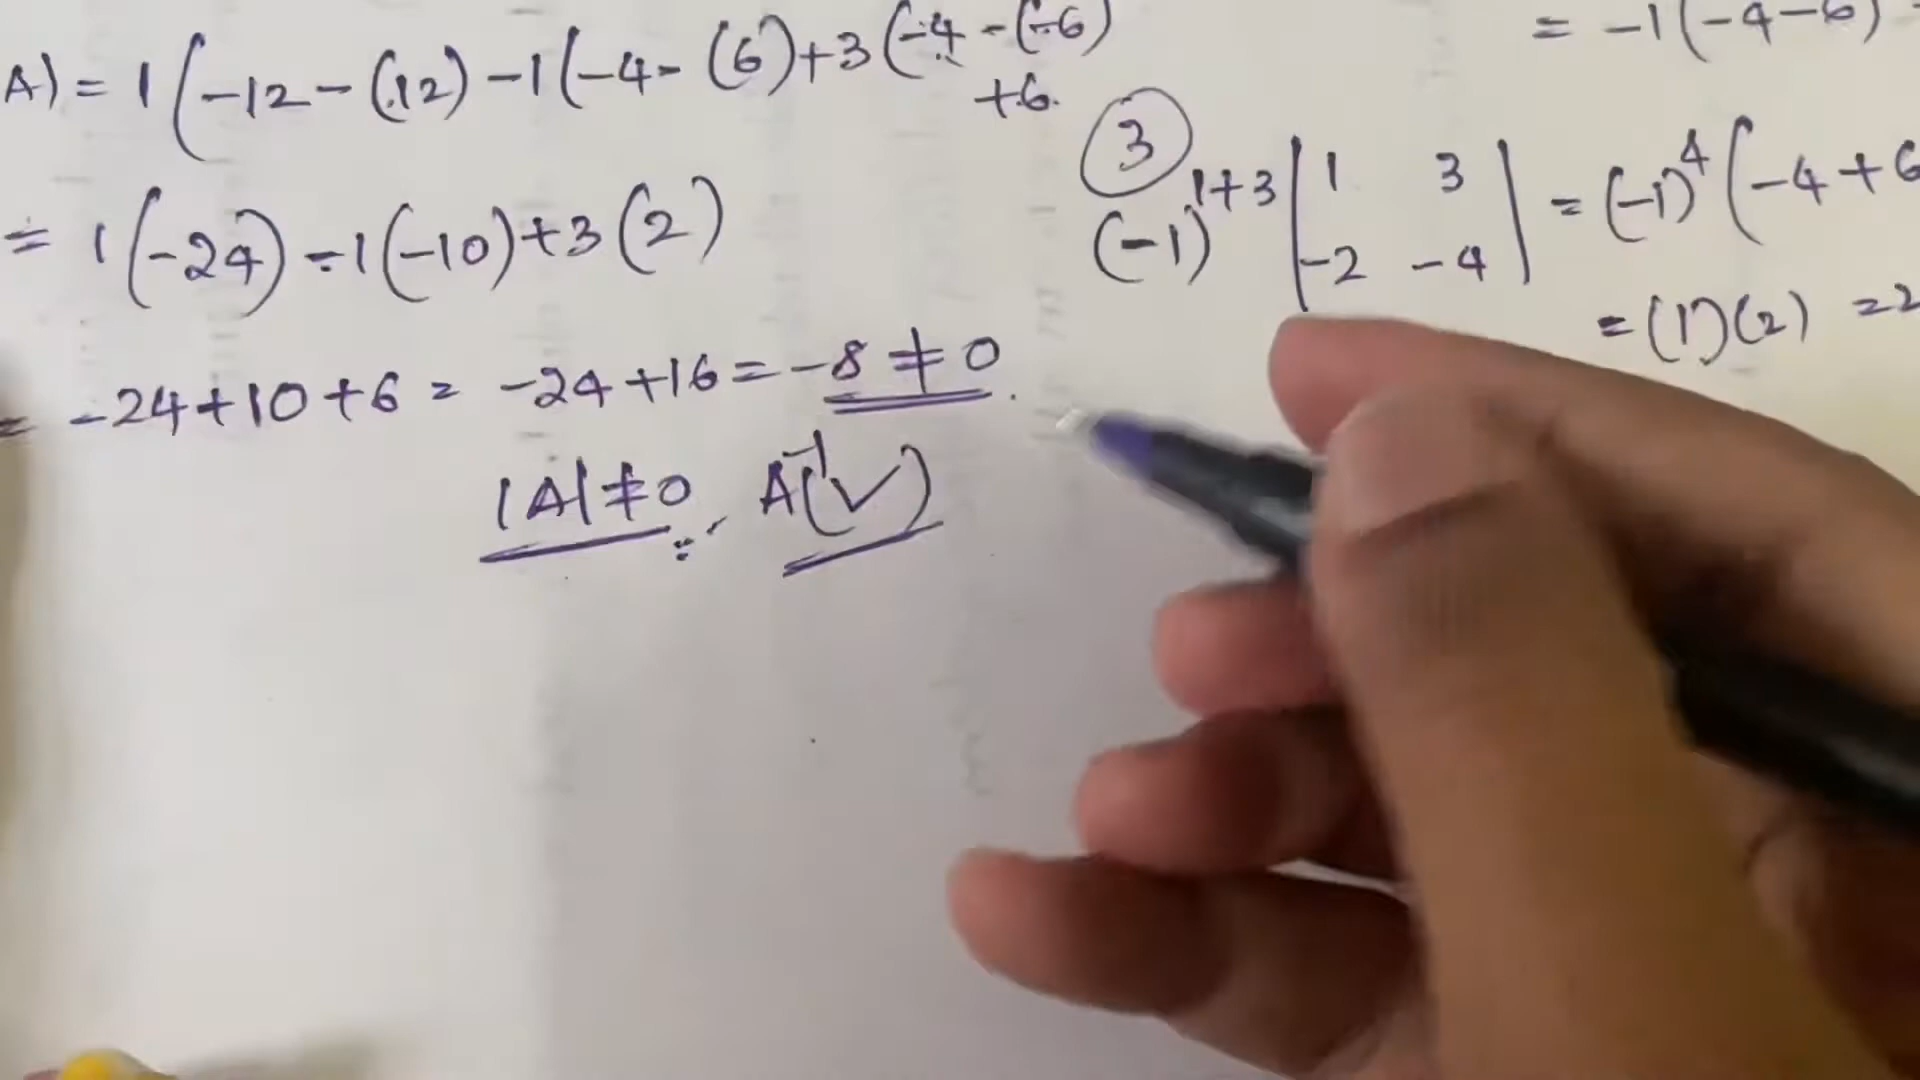 A) = 1 (-12 - (12) - 1(-4 - (6) + 3 (-4 - (-6)
+6
= 1 (-24) - 1(-10) + 3 (2)
= -24 + 10 + 6 = -24 + 16 = -8 ≠ 0
|A| ≠ 0, A⁻¹(✓)
= -1(-4 - 6)
③
(-1)¹⁺³ | 1 3 | = (-1)⁴ (-4 + 6
| -2 -4 |
= (1)(2) = 2